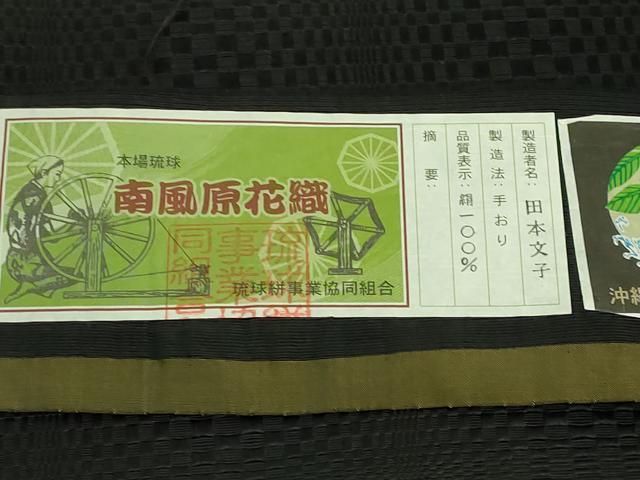 本場琉球
南風原花織
琉球絣事業協同組合
製造者名：田本文子
製造法：手おり
品質表示：絹一〇〇%
摘要：
沖縄